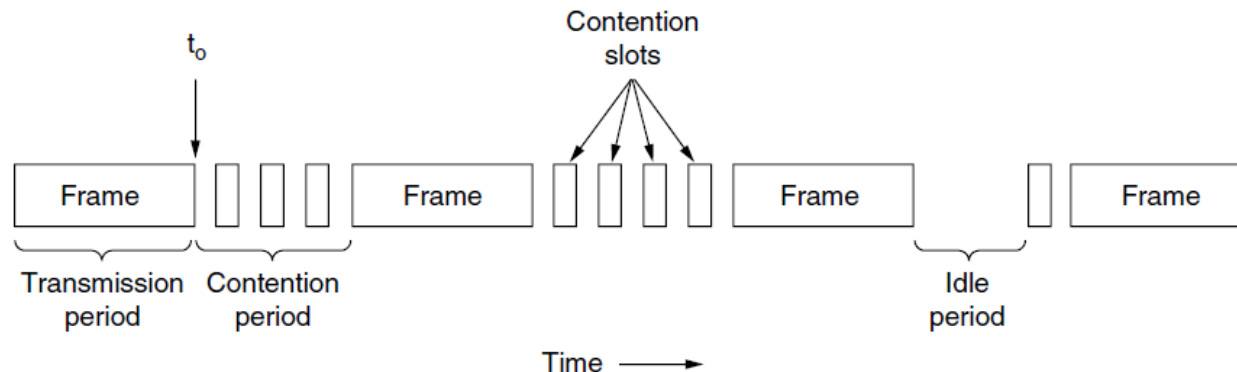 t₀
Contention
slots
Frame
Frame
Frame
Frame
Transmission
period
Contention
period
Idle
period
Time